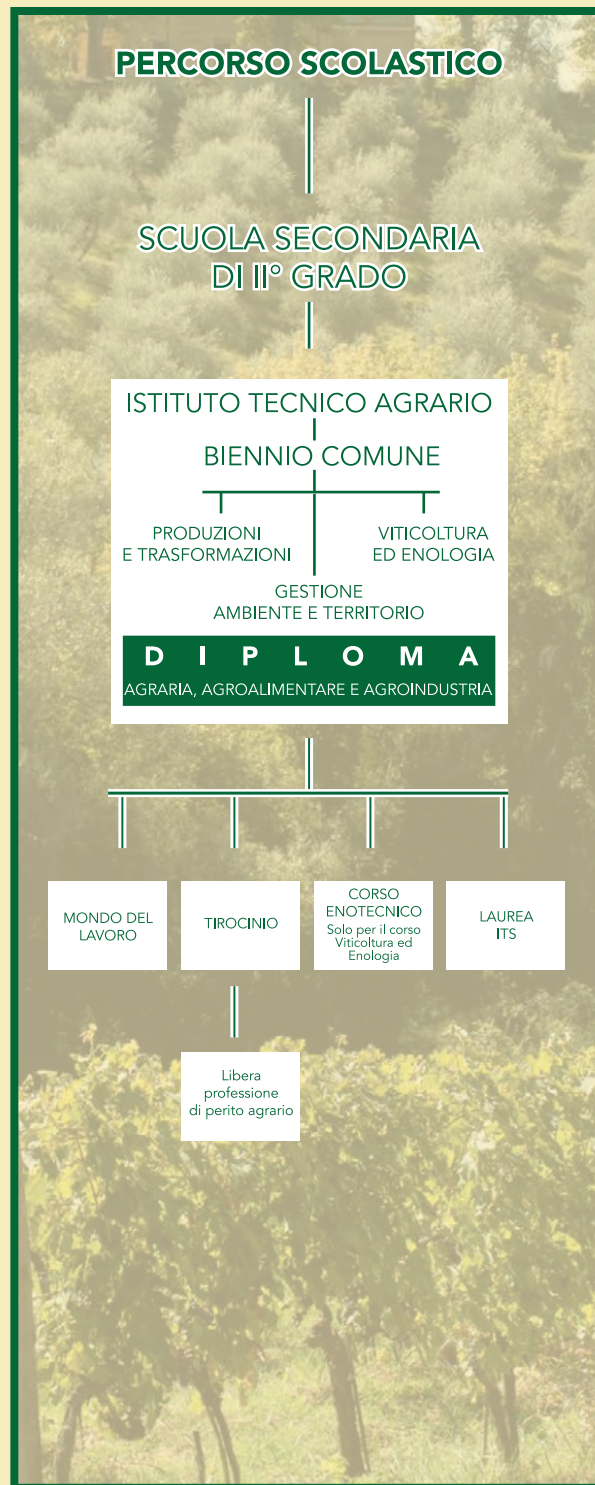 PERCORSO SCOLASTICO
SCUOLA SECONDARIA
DI II° GRADO
ISTITUTO TECNICO AGRARIO
BIENNIO COMUNE
PRODUZIONI
E TRASFORMAZIONI
VITICOLTURA
ED ENOLOGIA
GESTIONE
AMBIENTE E TERRITORIO
DIPLOMA
AGRARIA, AGROALIMENTARE E AGROINDUSTRIA
MONDO DEL
LAVORO
TIROCINIO
CORSO
ENOTECNICO
Solo per il corso
Viticoltura ed
Enologia
LAUREA
ITS
Libera
professione
di perito agrario